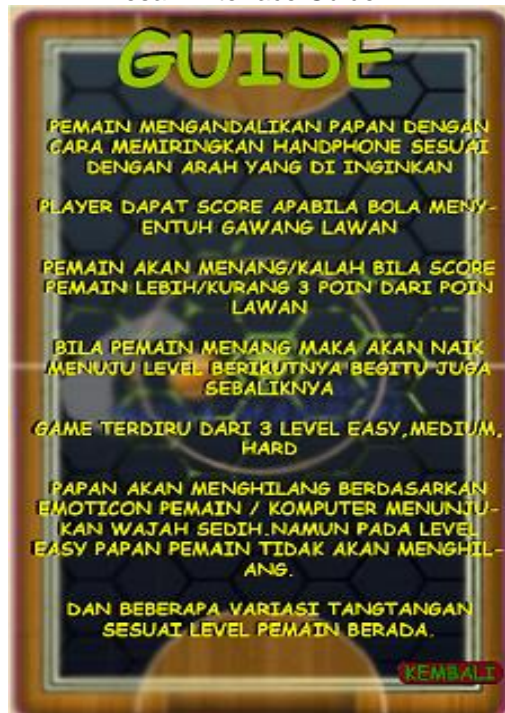 GUIDE
PEMAIN MENGANDALIKAN PAPAN DENGAN
CARA MEMIRINGKAN HANDPHONE SESUAI
DENGAN ARAH YANG DI INGINKAN
PLAYER DAPAT SCORE APABILA BOLA MENY-
ENTUH GAWANG LAWAN
PEMAIN AKAN MENANG/KALAH BILA SCORE
PEMAIN LEBIH/KURANG 3 POIN DARI POIN
LAWAN
BILA PEMAIN MENANG MAKA AKAN NAIK
MENUJU LEVEL BERIKUTNYA BEGITU JUGA
SEBALIKNYA
GAME TERDIRU DARI 3 LEVEL EASY,MEDIUM,
HARD
PAPAN AKAN MENGHILANG BERDASARKAN
EMOTICON PEMAIN / KOMPUTER MENUNJU-
KAN WAJAH SEDIH.NAMUN PADA LEVEL
EASY PAPAN PEMAIN TIDAK AKAN MENGHIL-
ANG.
DAN BEBERAPA VARIASI TANGTANGAN
SESUAI LEVEL PEMAIN BERADA.
KEMBALI